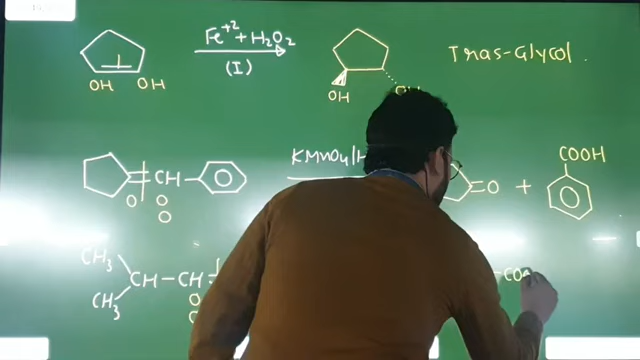 Fe+2 + H2O2
(I)
OH OH
OH
Tras-Glycol.
KMnO4/H
CH
O O
O
=O + COOH
CH3
CH - CH =
CH3
O